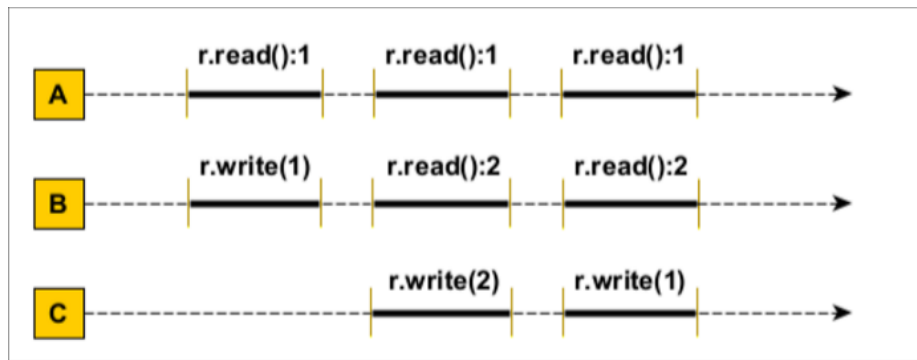 r.read():1 r.read():1 r.read():1
A
r.write(1) r.read():2 r.read():2
B
r.write(2) r.write(1)
C